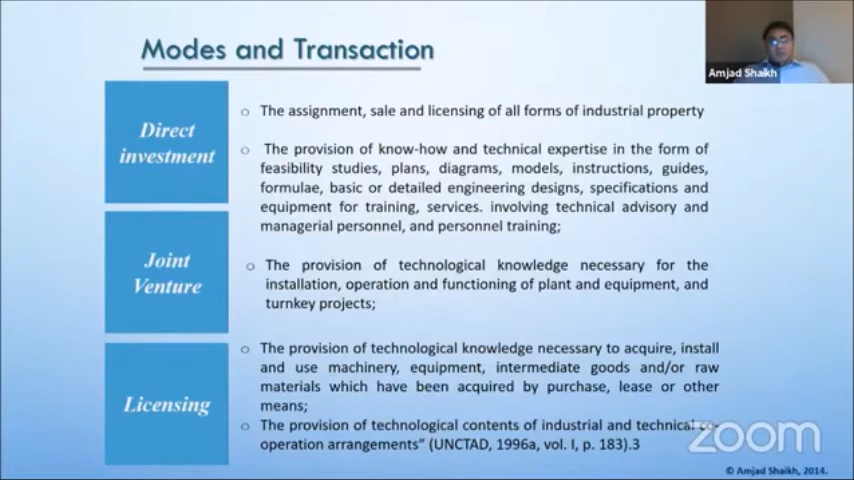 Modes and Transaction
Amjad Shaikh
Direct
investment
○ The assignment, sale and licensing of all forms of industrial property
○ The provision of know-how and technical expertise in the form of
feasibility studies, plans, diagrams, models, instructions, guides,
formulae, basic or detailed engineering designs, specifications and
equipment for training, services. involving technical advisory and
managerial personnel, and personnel training;
Joint
Venture
○ The provision of technological knowledge necessary for the
installation, operation and functioning of plant and equipment, and
turnkey projects;
Licensing
○ The provision of technological knowledge necessary to acquire, install
and use machinery, equipment, intermediate goods and/or raw
materials which have been acquired by purchase, lease or other
means;
○ The provision of technological contents of industrial and technical co-
operation arrangements” (UNCTAD, 1996a, vol. I, p. 183).3
zoom
© Amjad Shaikh, 2014.